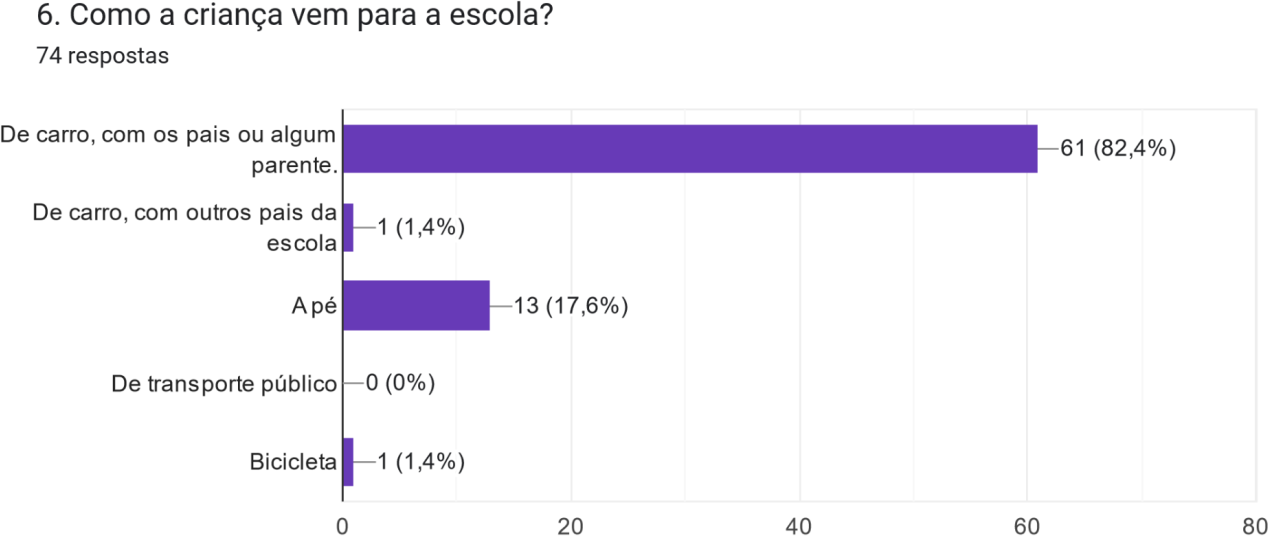 6. Como a criança vem para a escola?
74 respostas
De carro, com os pais ou algum
parente.
61 (82,4%)
De carro, com outros pais da
escola
1 (1,4%)
A pé
13 (17,6%)
De transporte público
0 (0%)
Bicicleta
1 (1,4%)
0 20 40 60 80